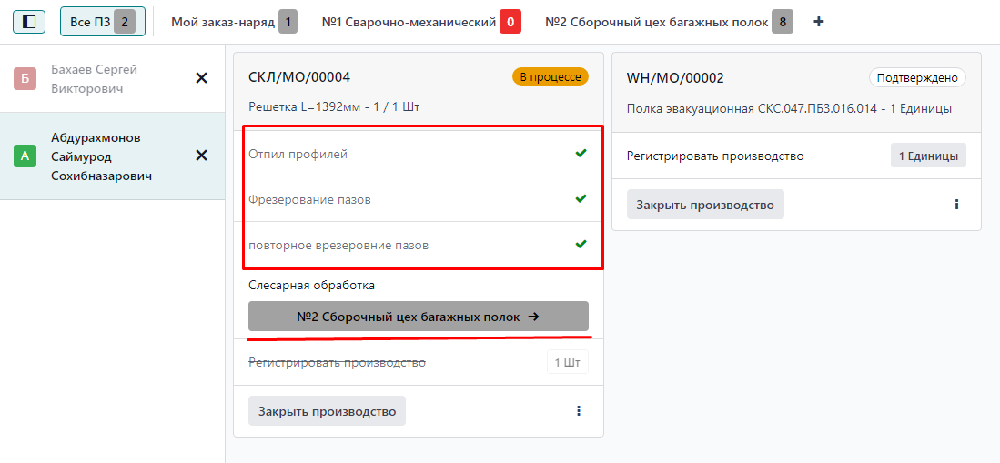 Все ПЗ 2 Мой заказ-наряд 1 №1 Сварочно-механический 0 №2 Сборочный цех багажных полок 8
Б Бахаев Сергей
Викторович
А Абдурахмонов
Саймурод
Сохибназарович
СКЛ/МО/00004 В процессе
Решетка L=1392мм - 1 / 1 Шт
Отпил профилей
Фрезерование пазов
повторное врезеровние пазов
Слесарная обработка
№2 Сборочный цех багажных полок
Регистрировать производство 1 Шт
Закрыть производство
WH/MO/00002 Подтверждено
Полка эвакуационная СКС.047.ПБЗ.016.014 - 1 Единицы
Регистрировать производство 1 Единицы
Закрыть производство